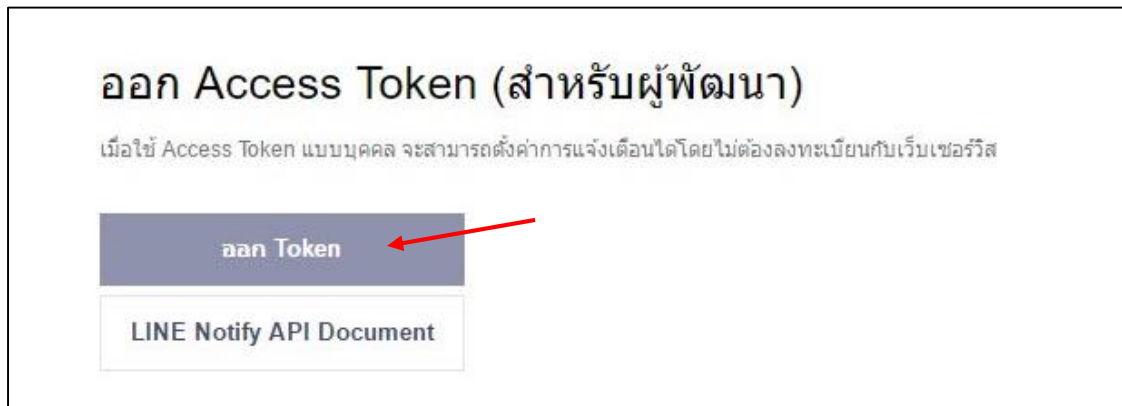 ออก Access Token (สำหรับผู้พัฒนา)
เมื่อใช้ Access Token แบบบุคคล จะสามารถตั้งค่าการแจ้งเตือนได้โดยไม่ต้องลงทะเบียนกับเว็บเซอร์วิส
ออก Token
LINE Notify API Document